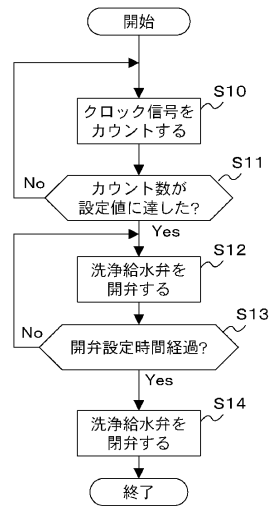 開始
S10
クロック信号を
カウントする
S11
カウント数が
設定値に達した?
No
Yes
S12
洗浄給水弁を
開弁する
S13
開弁設定時間経過?
No
Yes
S14
洗浄給水弁を
閉弁する
終了